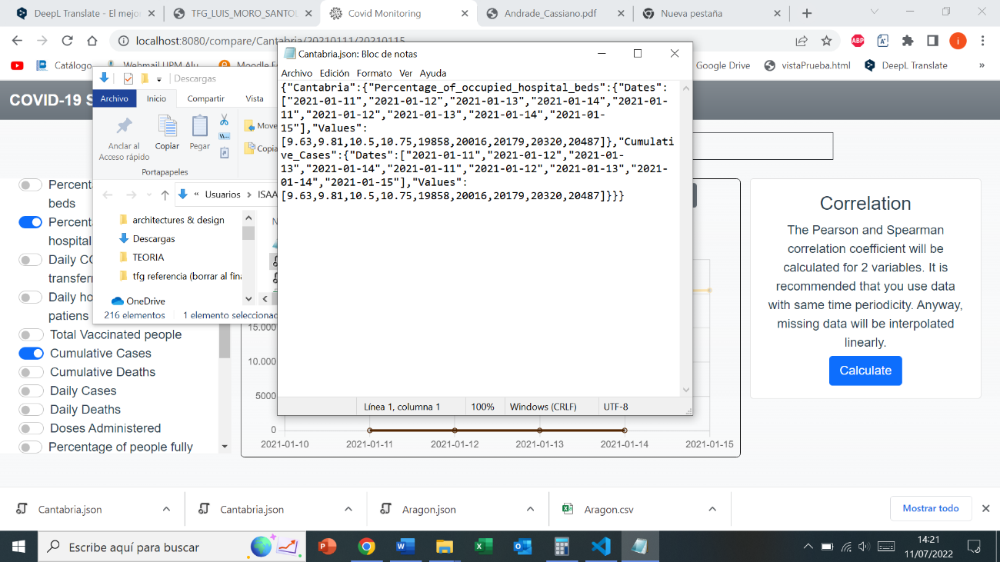 DeepL Translate - El mejo
TFG_LUIS_MORO_SANTO
Covid Monitoring
Andrade_Cassiano.pdf
Nueva pestaña
localhost:8080/compare/Cantabria/20210111/20210115
ABP
i
Catálogo
Webmail UPM Alu
Moodle
Google Drive
vistaPrueba.html
DeepL Translate
»
COVID-19 S
Descargas
Archivo
Inicio
Compartir
Vista
Anclar al
Acceso rápido
Copiar
Pegar
Move
Copia
Portapapeles
« Usuarios > ISAA
architectures & design
Descargas
TEORIA
tfg referencia (borrar al fina
OneDrive
216 elementos
1 elemento seleccionad
N
Cantabria.json: Bloc de notas
Archivo Edición Formato Ver Ayuda
{"Cantabria":{"Percentage_of_occupied_hospital_beds":{"Dates":
["2021-01-11","2021-01-12","2021-01-13","2021-01-14","2021-01-
11","2021-01-12","2021-01-13","2021-01-14","2021-01-
15"],"Values":
[9.63,9.81,10.5,10.75,19858,20016,20179,20320,20487]},"Cumulati
ve_Cases":{"Dates":["2021-01-11","2021-01-12","2021-01-
13","2021-01-14","2021-01-11","2021-01-12","2021-01-13","2021-
01-14","2021-01-15"],"Values":
[9.63,9.81,10.5,10.75,19858,20016,20179,20320,20487]}}}
Línea 1, columna 1
100%
Windows (CRLF)
UTF-8
Percenta
beds
Percenta
hospital
Daily CO
transferr
Daily ho
patiens
Total Vaccinated people
Cumulative Cases
Cumulative Deaths
Daily Cases
Daily Deaths
Doses Administered
Percentage of people fully
15.000
10.000
5000
0
2021-01-10
2021-01-11
2021-01-12
2021-01-13
2021-01-14
2021-01-15
Correlation
The Pearson and Spearman
correlation coefficient will be
calculated for 2 variables. It is
recommended that you use data
with same time periodicity. Anyway,
missing data will be interpolated
linearly.
Calculate
Cantabria.json
Cantabria.json
Aragon.json
Aragon.csv
Mostrar todo
Escribe aquí para buscar
14:21
11/07/2022